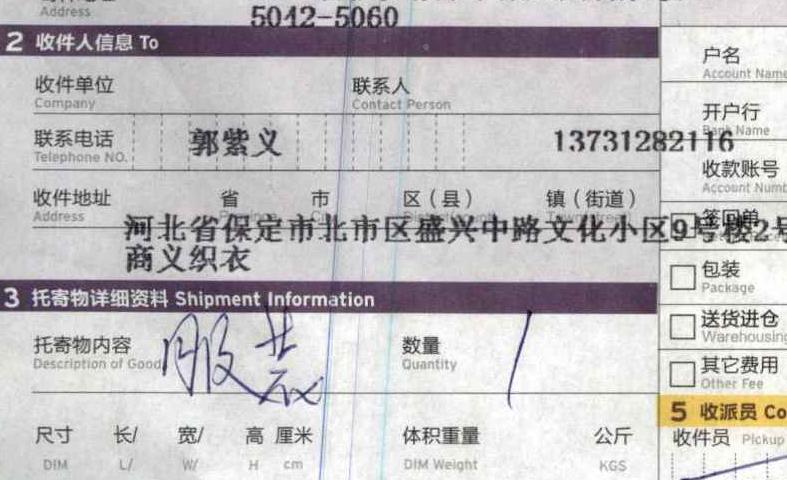 Address
5042-5060
2 收件人信息 To
户名
Account Name
收件单位
Company
联系人
Contact Person
开户行
Bank Name
联系电话
Telephone NO.
郭紫义
13731282116
收款账号
Account Numb
收件地址
Address
省
市
区（县）
镇（街道）
签回单
河北省保定市北市区盛兴中路文化小区9号楼2号
商义织衣
包装
Package
3 托寄物详细资料 Shipment Information
送货进仓
Warehousing
托寄物内容
Description of Good
服装
数量
Quantity
1
其它费用
Other Fee
5 收派员 Co
尺寸 长/ 宽/ 高 厘米
DIM L/ W/ H cm
体积重量
DIM Weight
公斤
KGS
收件员 Pickup